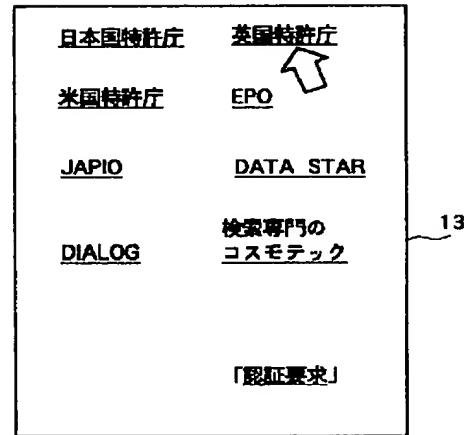 日本国特許庁 英国特許庁
米国特許庁 EPO
JAPIO DATA STAR
検索専門の
DIALOG コスモテック
13
「認証要求」